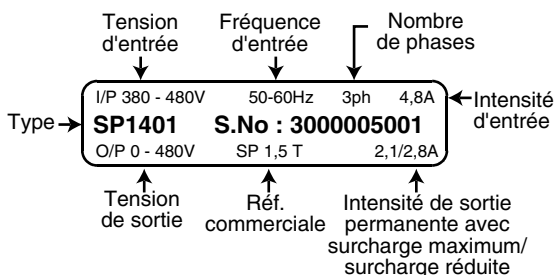 Tension
d'entrée
Fréquence
d'entrée
Nombre
de phases
I/P 380 - 480V 50-60Hz 3ph 4,8A
Intensité
d'entrée
Type
SP1401 S.No : 3000005001
O/P 0 - 480V SP 1,5 T 2,1/2,8A
Tension
de sortie
Réf.
commerciale
Intensité de sortie
permanente avec
surcharge maximum/
surcharge réduite